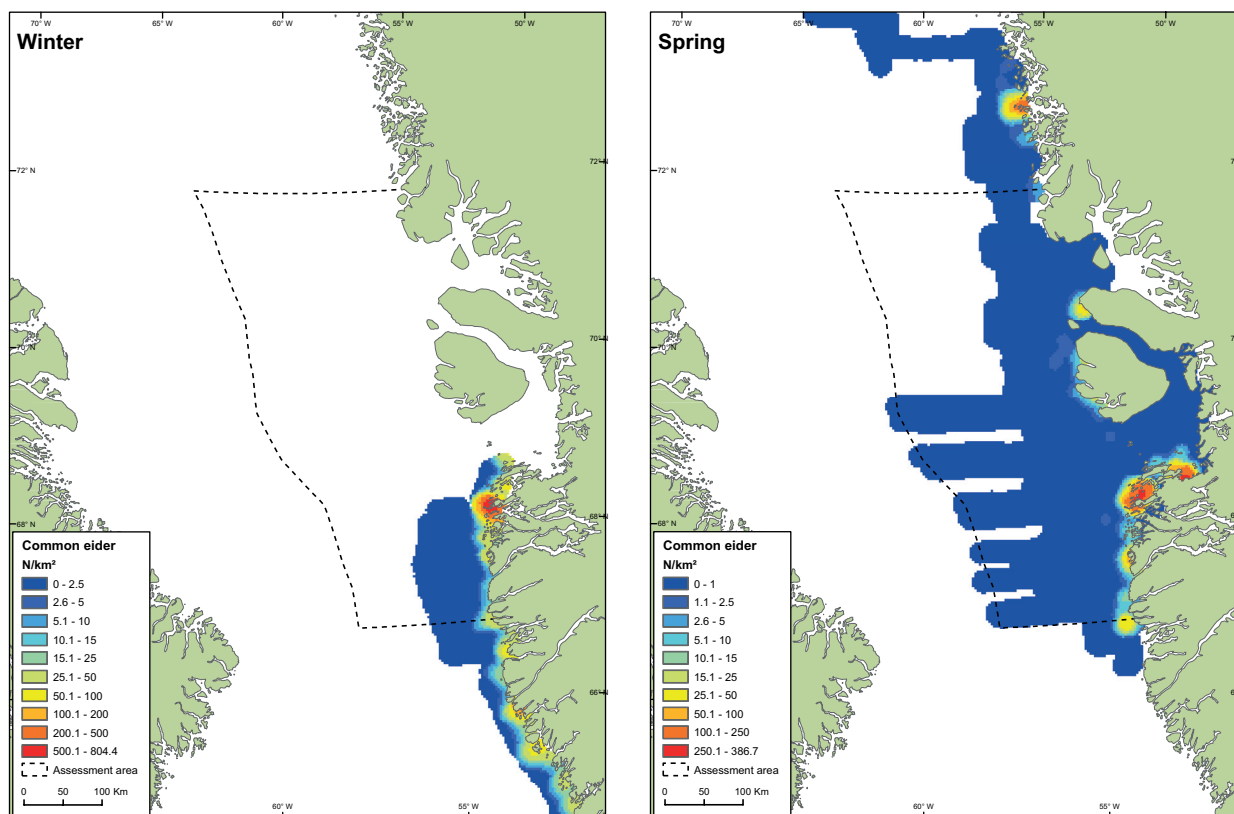 70° W
60° W
55° W
50° W
Winter
72° N
72°
70° N
70°
68° N
68° N
66° N
Common eider
N/km²
0 - 2.5
2.6 - 5
5.1 - 10
10.1 - 15
15.1 - 25
25.1 - 50
50.1 - 100
100.1 - 200
200.1 - 500
500.1 - 804.4
Assessment area
0 50 100 Km
60° W
55° W
70° W
65° W
60° W
55° W
50° W
Spring
72° N
70° N
68° N
Common eider
N/km²
0 - 1
1.1 - 2.5
2.6 - 5
5.1 - 10
10.1 - 15
15.1 - 25
25.1 - 50
50.1 - 100
100.1 - 250
250.1 - 386.7
Assessment area
0 50 100 Km
60° W
55° W